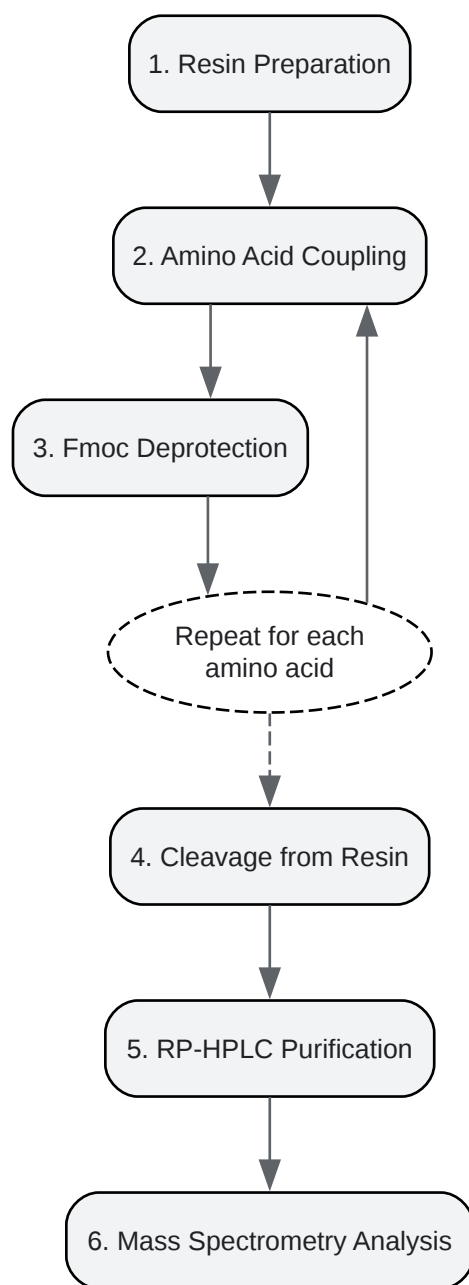 1. Resin Preparation
2. Amino Acid Coupling
3. Fmoc Deprotection
Repeat for each
amino acid
4. Cleavage from Resin
5. RP-HPLC Purification
6. Mass Spectrometry Analysis